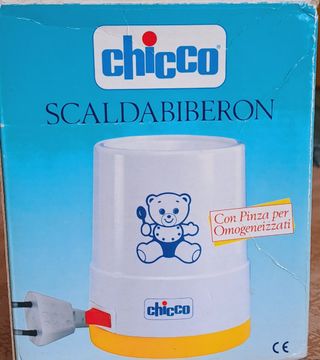 chicco
SCALDABIBERON
Con Pinza per
Omogeneizzati
chicco
CE